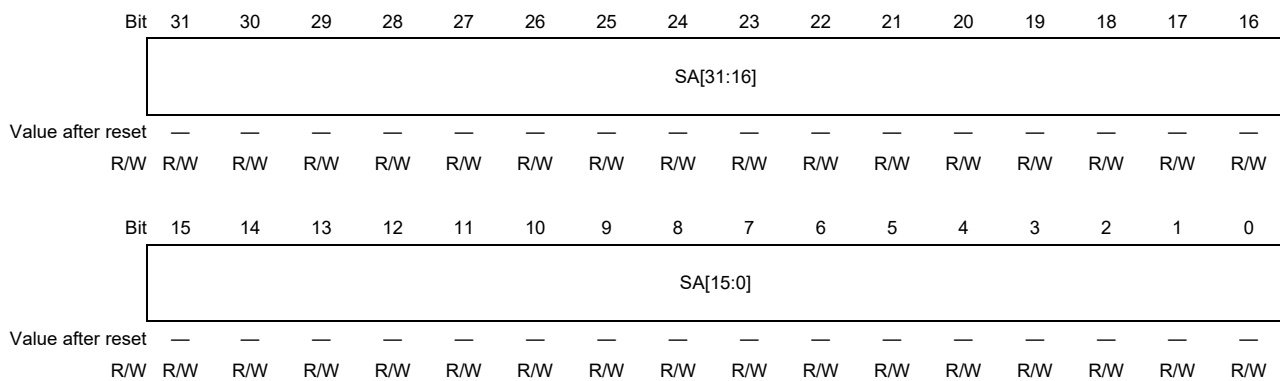 Bit 31 30 29 28 27 26 25 24 23 22 21 20 19 18 17 16
SA[31:16]
Value after reset — — — — — — — — — — — — — — — —
R/W R/W R/W R/W R/W R/W R/W R/W R/W R/W R/W R/W R/W R/W R/W R/W R/W
Bit 15 14 13 12 11 10 9 8 7 6 5 4 3 2 1 0
SA[15:0]
Value after reset — — — — — — — — — — — — — — — —
R/W R/W R/W R/W R/W R/W R/W R/W R/W R/W R/W R/W R/W R/W R/W R/W R/W